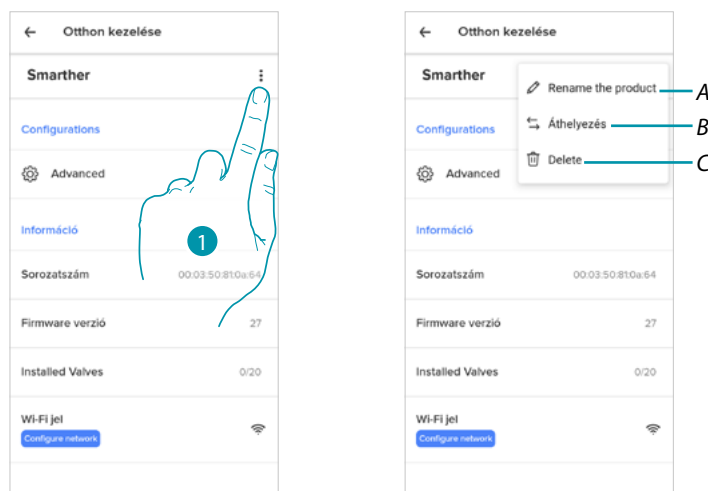 Otthon kezelése
Smarther
Configurations
Advanced
Információ
1
Sorozatszám 00:03:50:81:0a:64
Firmware verzió 27
Installed Valves 0/20
Wi-Fi jel
Configure network
Otthon kezelése
Smarther
Rename the product A
Áthelyezés B
Delete C
Configurations
Advanced
Információ
Sorozatszám 00:03:50:81:0a:64
Firmware verzió 27
Installed Valves 0/20
Wi-Fi jel
Configure network